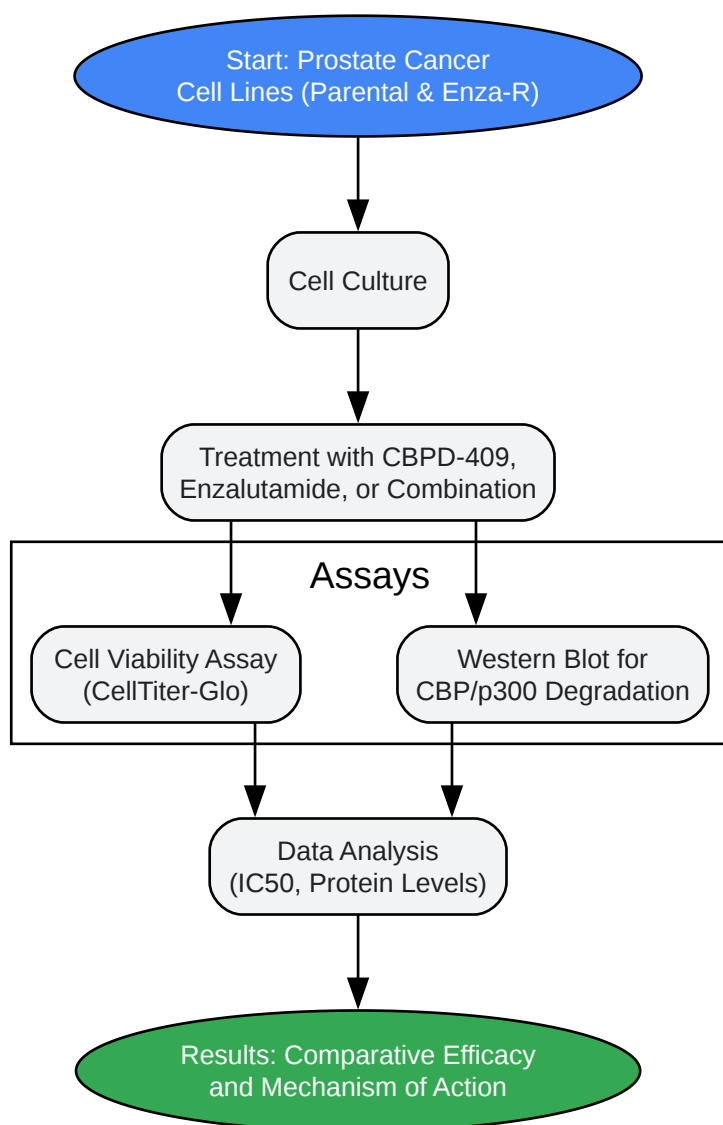 Start: Prostate Cancer
Cell Lines (Parental & Enza-R)
Cell Culture
Treatment with CBPD-409,
Enzalutamide, or Combination
Assays
Cell Viability Assay
(CellTiter-Glo)
Western Blot for
CBP/p300 Degradation
Data Analysis
(IC50, Protein Levels)
Results: Comparative Efficacy
and Mechanism of Action